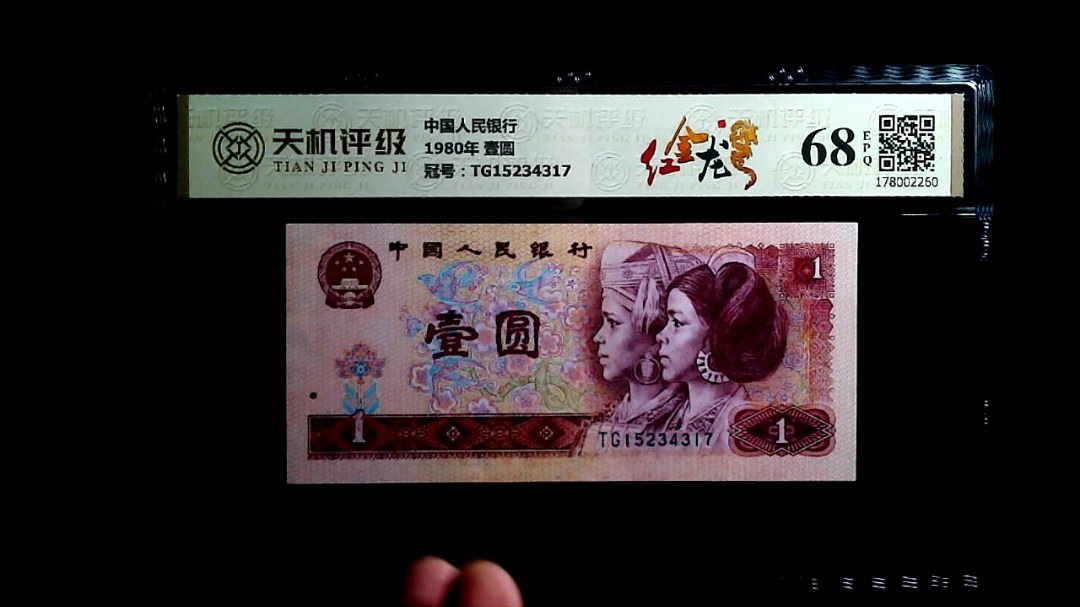 天机评级
TIAN JI PING JI
中国人民银行
1980年 壹圆
冠号：TG15234317
红金龙
68
EPQ
178002260
中国人民银行
1
壹圆
1
TG15234317
1